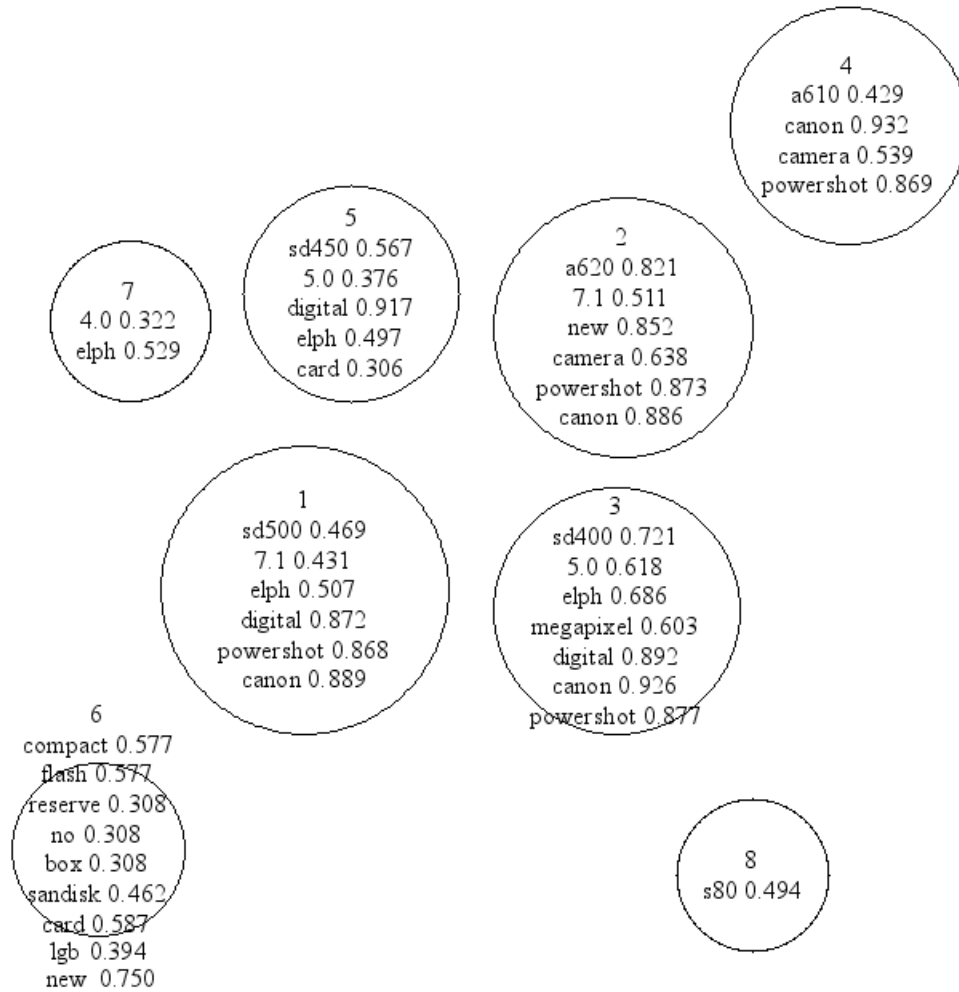 4
a610 0.429
canon 0.932
camera 0.539
powershot 0.869
5
sd450 0.567
5.0 0.376
digital 0.917
elph 0.497
card 0.306
2
a620 0.821
7.1 0.511
new 0.852
camera 0.638
powershot 0.873
canon 0.886
7
4.0 0.322
elph 0.529
1
sd500 0.469
7.1 0.431
elph 0.507
digital 0.872
powershot 0.868
canon 0.889
3
sd400 0.721
5.0 0.618
elph 0.686
megapixel 0.603
digital 0.892
canon 0.926
powershot 0.877
6
compact 0.577
flash 0.577
reserve 0.308
no 0.308
box 0.308
sandisk 0.462
card 0.587
lgb 0.394
new 0.750
8
s80 0.494